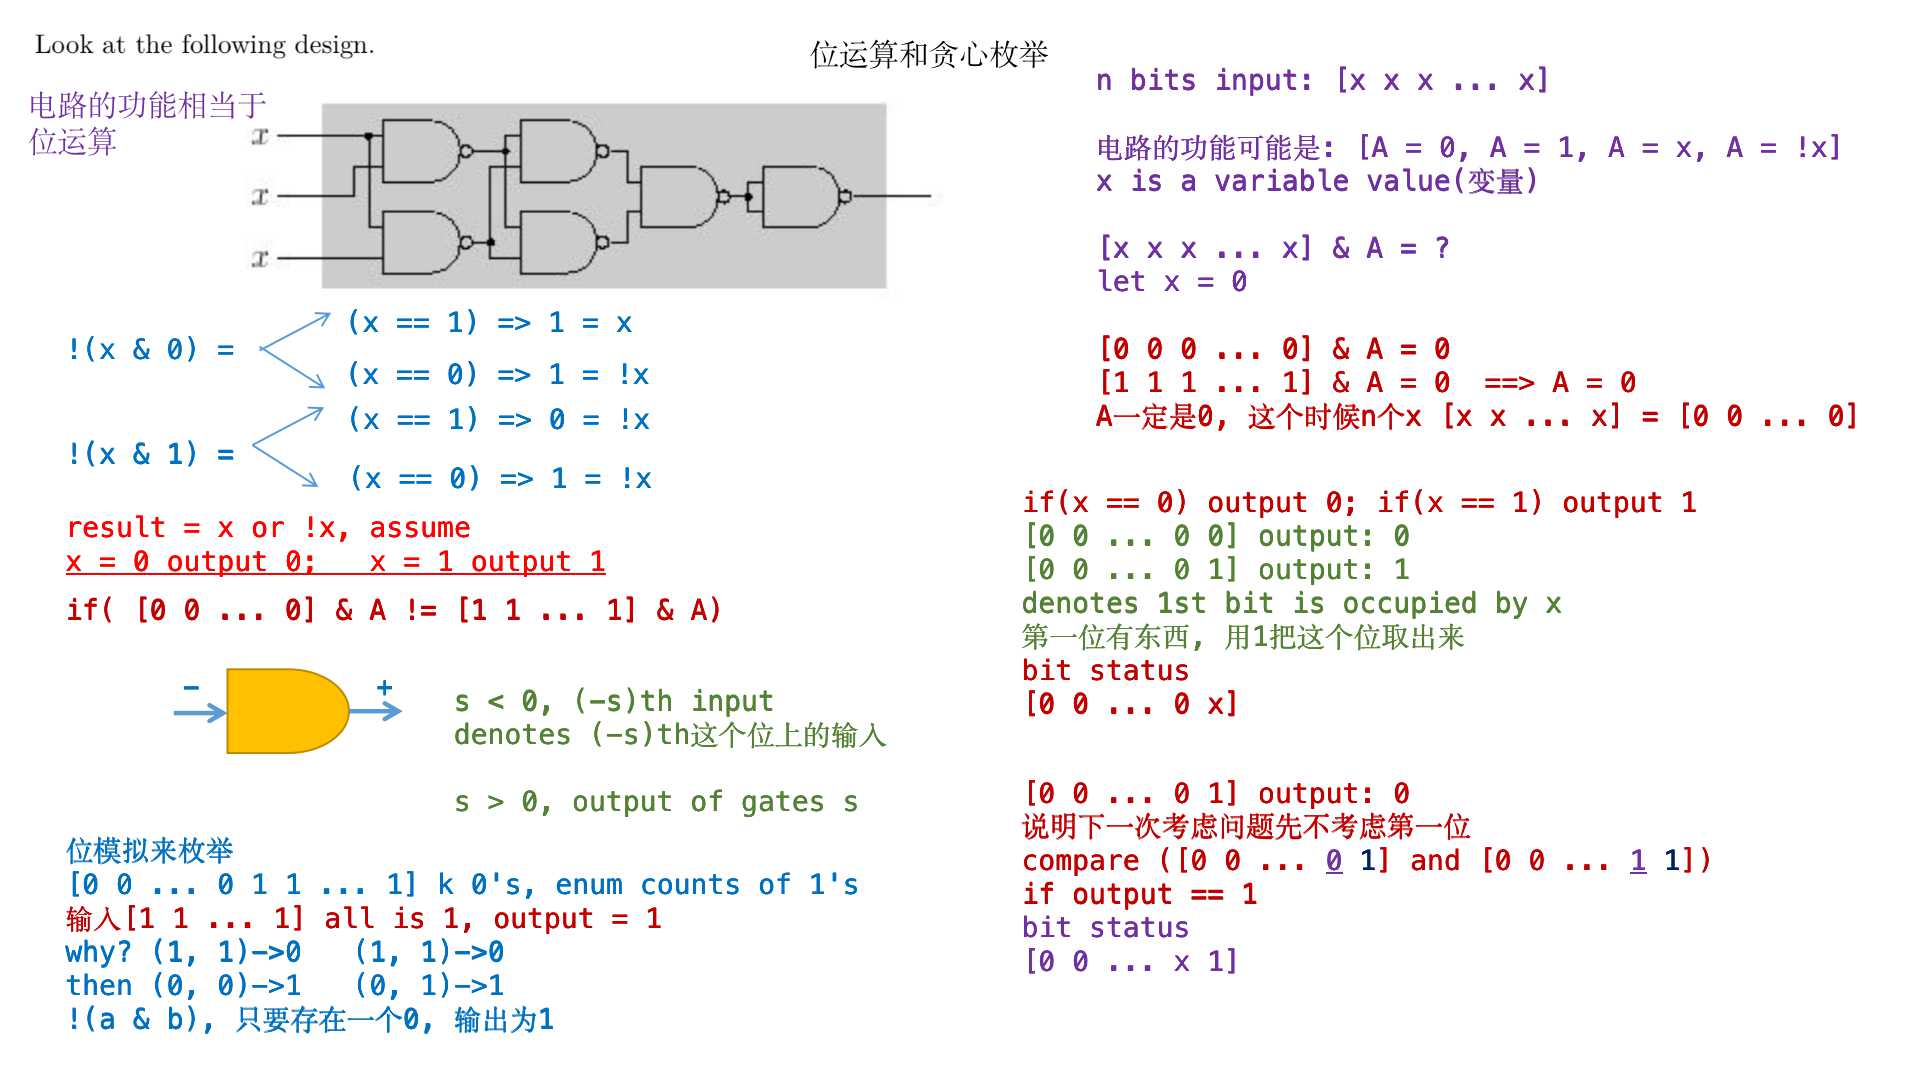 Look at the following design.
位运算和贪心枚举
电路的功能相当于
位运算
x
x
x
!(x & 0) =
(x == 1) => 1 = x
(x == 0) => 1 = !x
!(x & 1) =
(x == 1) => 0 = !x
(x == 0) => 1 = !x
result = x or !x, assume
x = 0 output 0;   x = 1 output 1
if( [0 0 ... 0] & A != [1 1 ... 1] & A)
−
+
s < 0, (-s)th input
denotes (-s)th这个位上的输入
s > 0, output of gates s
位模拟来枚举
[0 0 ... 0 1 1 ... 1] k 0's, enum counts of 1's
输入[1 1 ... 1] all is 1, output = 1
why? (1, 1)->0   (1, 1)->0
then (0, 0)->1   (0, 1)->1
!(a & b), 只要存在一个0, 输出为1
n bits input: [x x x ... x]
电路的功能可能是: [A = 0, A = 1, A = x, A = !x]
x is a variable value(变量)
[x x x ... x] & A = ?
let x = 0
[0 0 0 ... 0] & A = 0
[1 1 1 ... 1] & A = 0  ==> A = 0
A一定是0, 这个时候n个x [x x ... x] = [0 0 ... 0]
if(x == 0) output 0; if(x == 1) output 1
[0 0 ... 0 0] output: 0
[0 0 ... 0 1] output: 1
denotes 1st bit is occupied by x
第一位有东西, 用1把这个位取出来
bit status
[0 0 ... 0 x]
[0 0 ... 0 1] output: 0
说明下一次考虑问题先不考虑第一位
compare ([0 0 ... 0 1] and [0 0 ... 1 1])
if output == 1
bit status
[0 0 ... x 1]